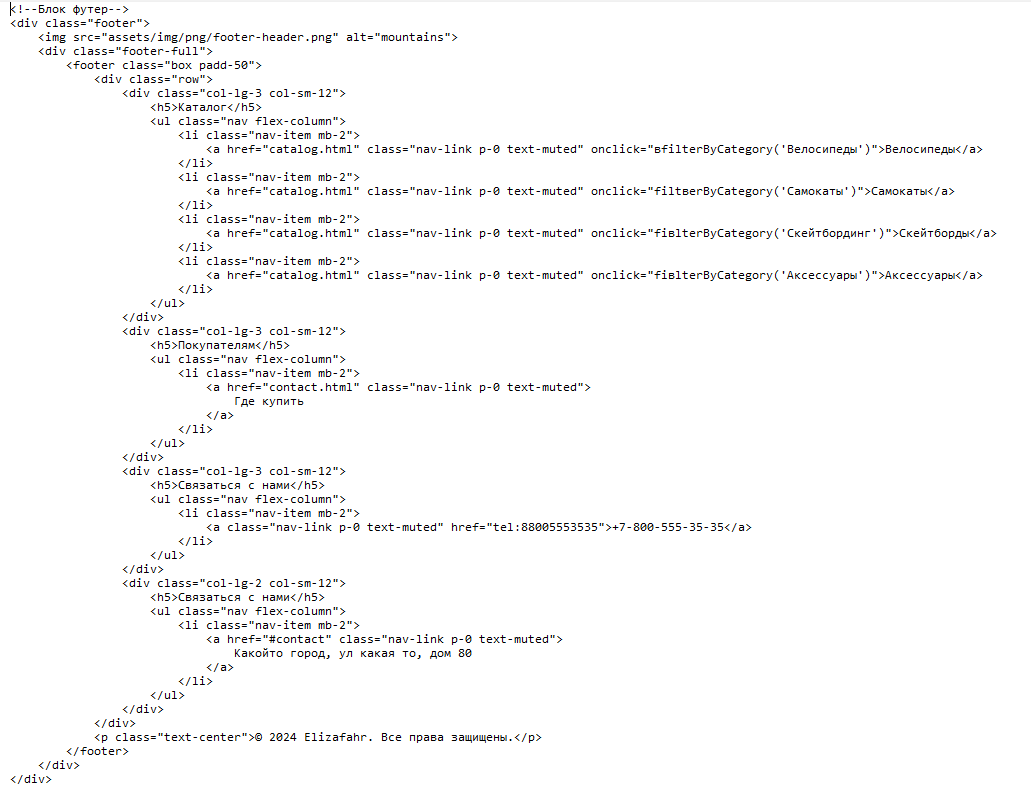 <!--Блок футер-->
<div class="footer">
    <img src="assets/img/png/footer-header.png" alt="mountains">
    <div class="footer-full">
        <footer class="box padd-50">
            <div class="row">
                <div class="col-lg-3 col-sm-12">
                    <h5>Каталог</h5>
                    <ul class="nav flex-column">
                        <li class="nav-item mb-2">
                            <a href="catalog.html" class="nav-link p-0 text-muted" onclick="вfilterByCategory('Велосипеды')">Велосипеды</a>
                        </li>
                        <li class="nav-item mb-2">
                            <a href="catalog.html" class="nav-link p-0 text-muted" onclick="filtвerByCategory('Самокаты')">Самокаты</a>
                        </li>
                        <li class="nav-item mb-2">
                            <a href="catalog.html" class="nav-link p-0 text-muted" onclick="fiвlterByCategory('Скейтбординг')">Скейтборды</a>
                        </li>
                        <li class="nav-item mb-2">
                            <a href="catalog.html" class="nav-link p-0 text-muted" onclick="fiвlterByCategory('Аксессуары')">Аксессуары</a>
                        </li>
                    </ul>
                </div>
                <div class="col-lg-3 col-sm-12">
                    <h5>Покупателям</h5>
                    <ul class="nav flex-column">
                        <li class="nav-item mb-2">
                            <a href="contact.html" class="nav-link p-0 text-muted">
                                Где купить
                            </a>
                        </li>
                    </ul>
                </div>
                <div class="col-lg-3 col-sm-12">
                    <h5>Связаться с нами</h5>
                    <ul class="nav flex-column">
                        <li class="nav-item mb-2">
                            <a class="nav-link p-0 text-muted" href="tel:88005553535">+7-800-555-35-35</a>
                        </li>
                    </ul>
                </div>
                <div class="col-lg-2 col-sm-12">
                    <h5>Связаться с нами</h5>
                    <ul class="nav flex-column">
                        <li class="nav-item mb-2">
                            <a href="#contact" class="nav-link p-0 text-muted">
                                Какойто город, ул какая то, дом 80
                            </a>
                        </li>
                    </ul>
                </div>
            </div>
            <p class="text-center">© 2024 Elizafahr. Все права защищены.</p>
        </footer>
    </div>
</div>